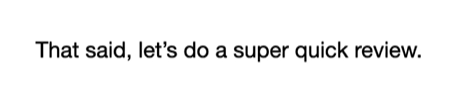 That said, let’s do a super quick review.